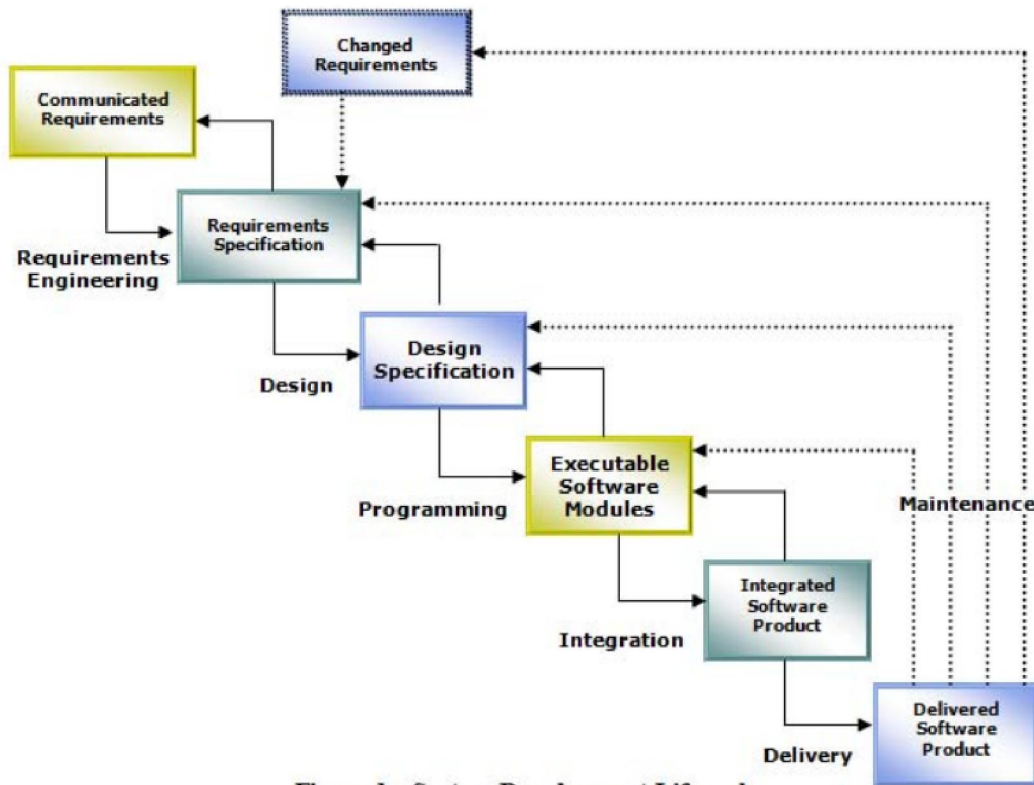 Changed
Requirements
Communicated
Requirements
Requirements
Specification
Requirements
Engineering
Design
Specification
Design
Executable
Software
Modules
Programming
Maintenance
Integrated
Software
Product
Integration
Delivered
Software
Product
Delivery